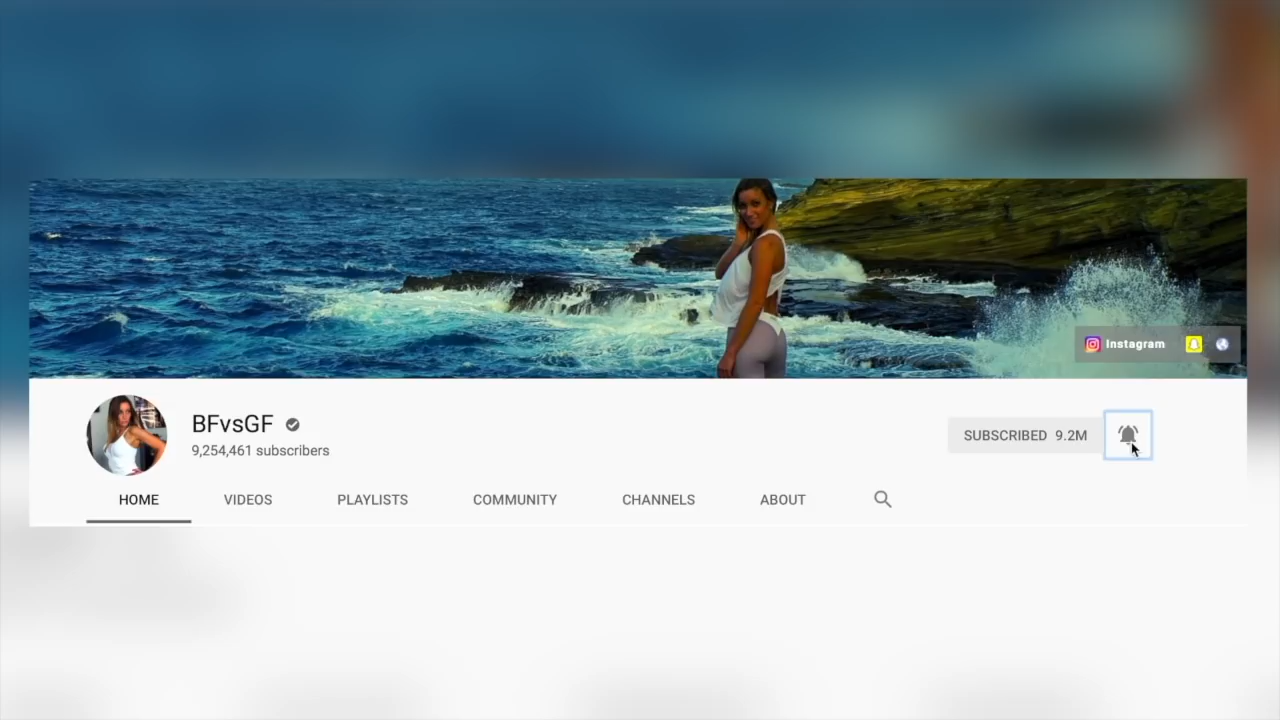 Instagram
BFvsGF
9,254,461 subscribers
SUBSCRIBED 9.2M
HOME VIDEOS PLAYLISTS COMMUNITY CHANNELS ABOUT